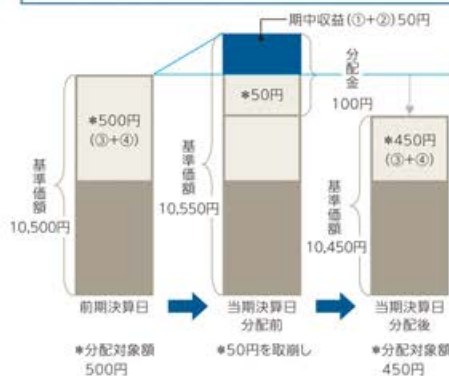 期中収益(①+②)50円
*50円
分配金
100円
*500円
(③+④)
*450円
(③+④)
基準価額
10,500円
基準価額
10,550円
基準価額
10,450円
前期決算日
当期決算日
分配前
当期決算日
分配後
*分配対象額
500円
*50円を取崩し
*分配対象額
450円